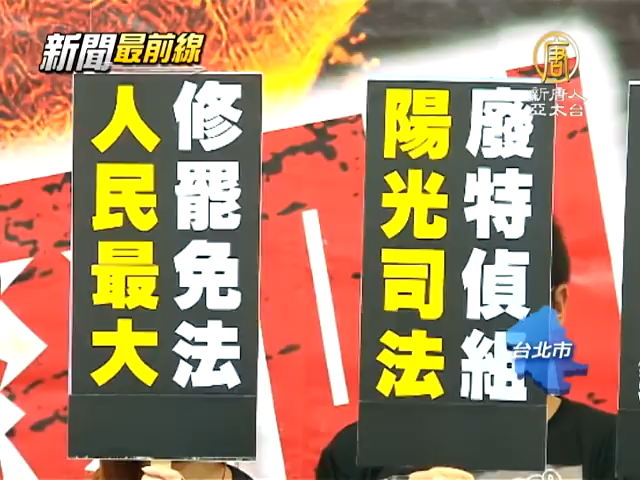 新聞最前線
唐
新唐人
亞太台
修罷免法
人民最大
廢特偵組
陽光司法
台北市